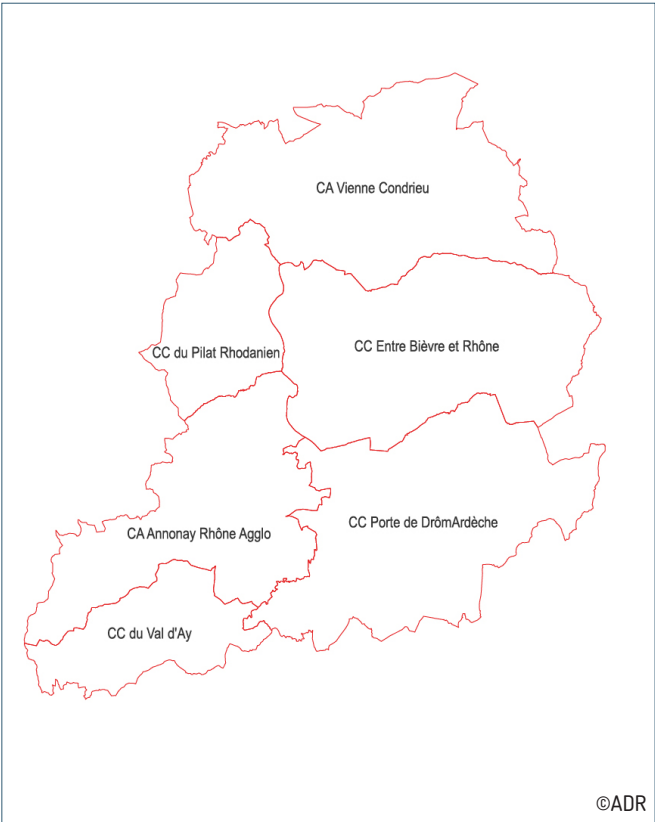 CA Vienne Condrieu
CC du Pilat Rhodanien
CC Entre Bièvre et Rhône
CA Annonay Rhône Agglo
CC Porte de DrômArdèche
CC du Val d'Ay
©ADR